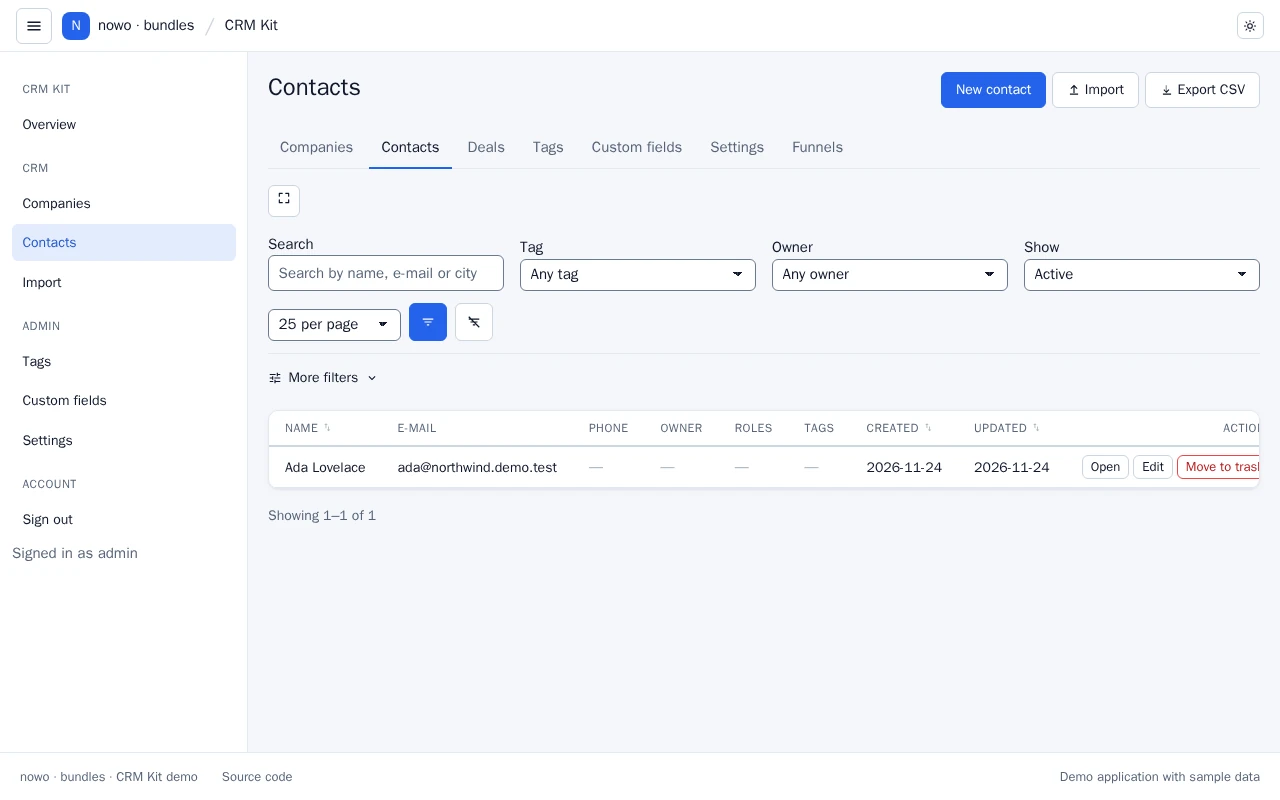 N nowo · bundles / CRM Kit
CRM KIT
Overview
CRM
Companies
Contacts
Import
ADMIN
Tags
Custom fields
Settings
ACCOUNT
Sign out
Signed in as admin
Contacts
New contact Import Export CSV
Companies Contacts Deals Tags Custom fields Settings Funnels
Search Tag Owner Show
Search by name, e-mail or city Any tag Any owner Active
25 per page
More filters
NAME E-MAIL PHONE OWNER ROLES TAGS CREATED UPDATED ACTIO
Ada Lovelace ada@northwind.demo.test — — — — 2026-11-24 2026-11-24 Open Edit Move to trash
Showing 1–1 of 1
nowo · bundles · CRM Kit demo Source code Demo application with sample data